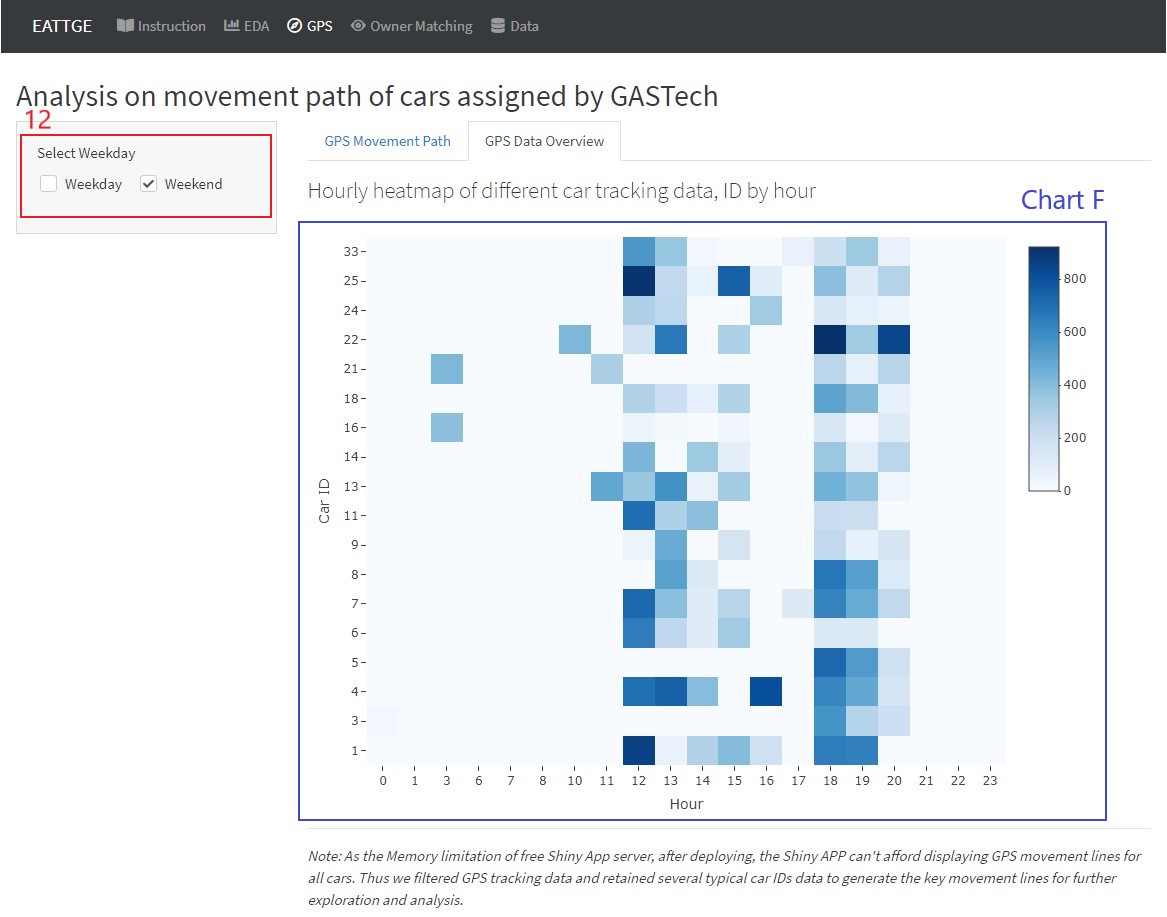 EATTGE Instruction EDA GPS Owner Matching Data
Analysis on movement path of cars assigned by GASTech
12
Select Weekday
Weekday Weekend
GPS Movement Path GPS Data Overview
Hourly heatmap of different car tracking data, ID by hour
Chart F
33
25
24
22
21
18
16
14
13
11
9
8
7
6
5
4
3
1
Car ID
0 1 3 6 7 8 10 11 12 13 14 15 16 17 18 19 20 21 22 23
Hour
800
600
400
200
0
Note: As the Memory limitation of free Shiny App server, after deploying, the Shiny APP can't afford displaying GPS movement lines for
all cars. Thus we filtered GPS tracking data and retained several typical car IDs data to generate the key movement lines for further
exploration and analysis.